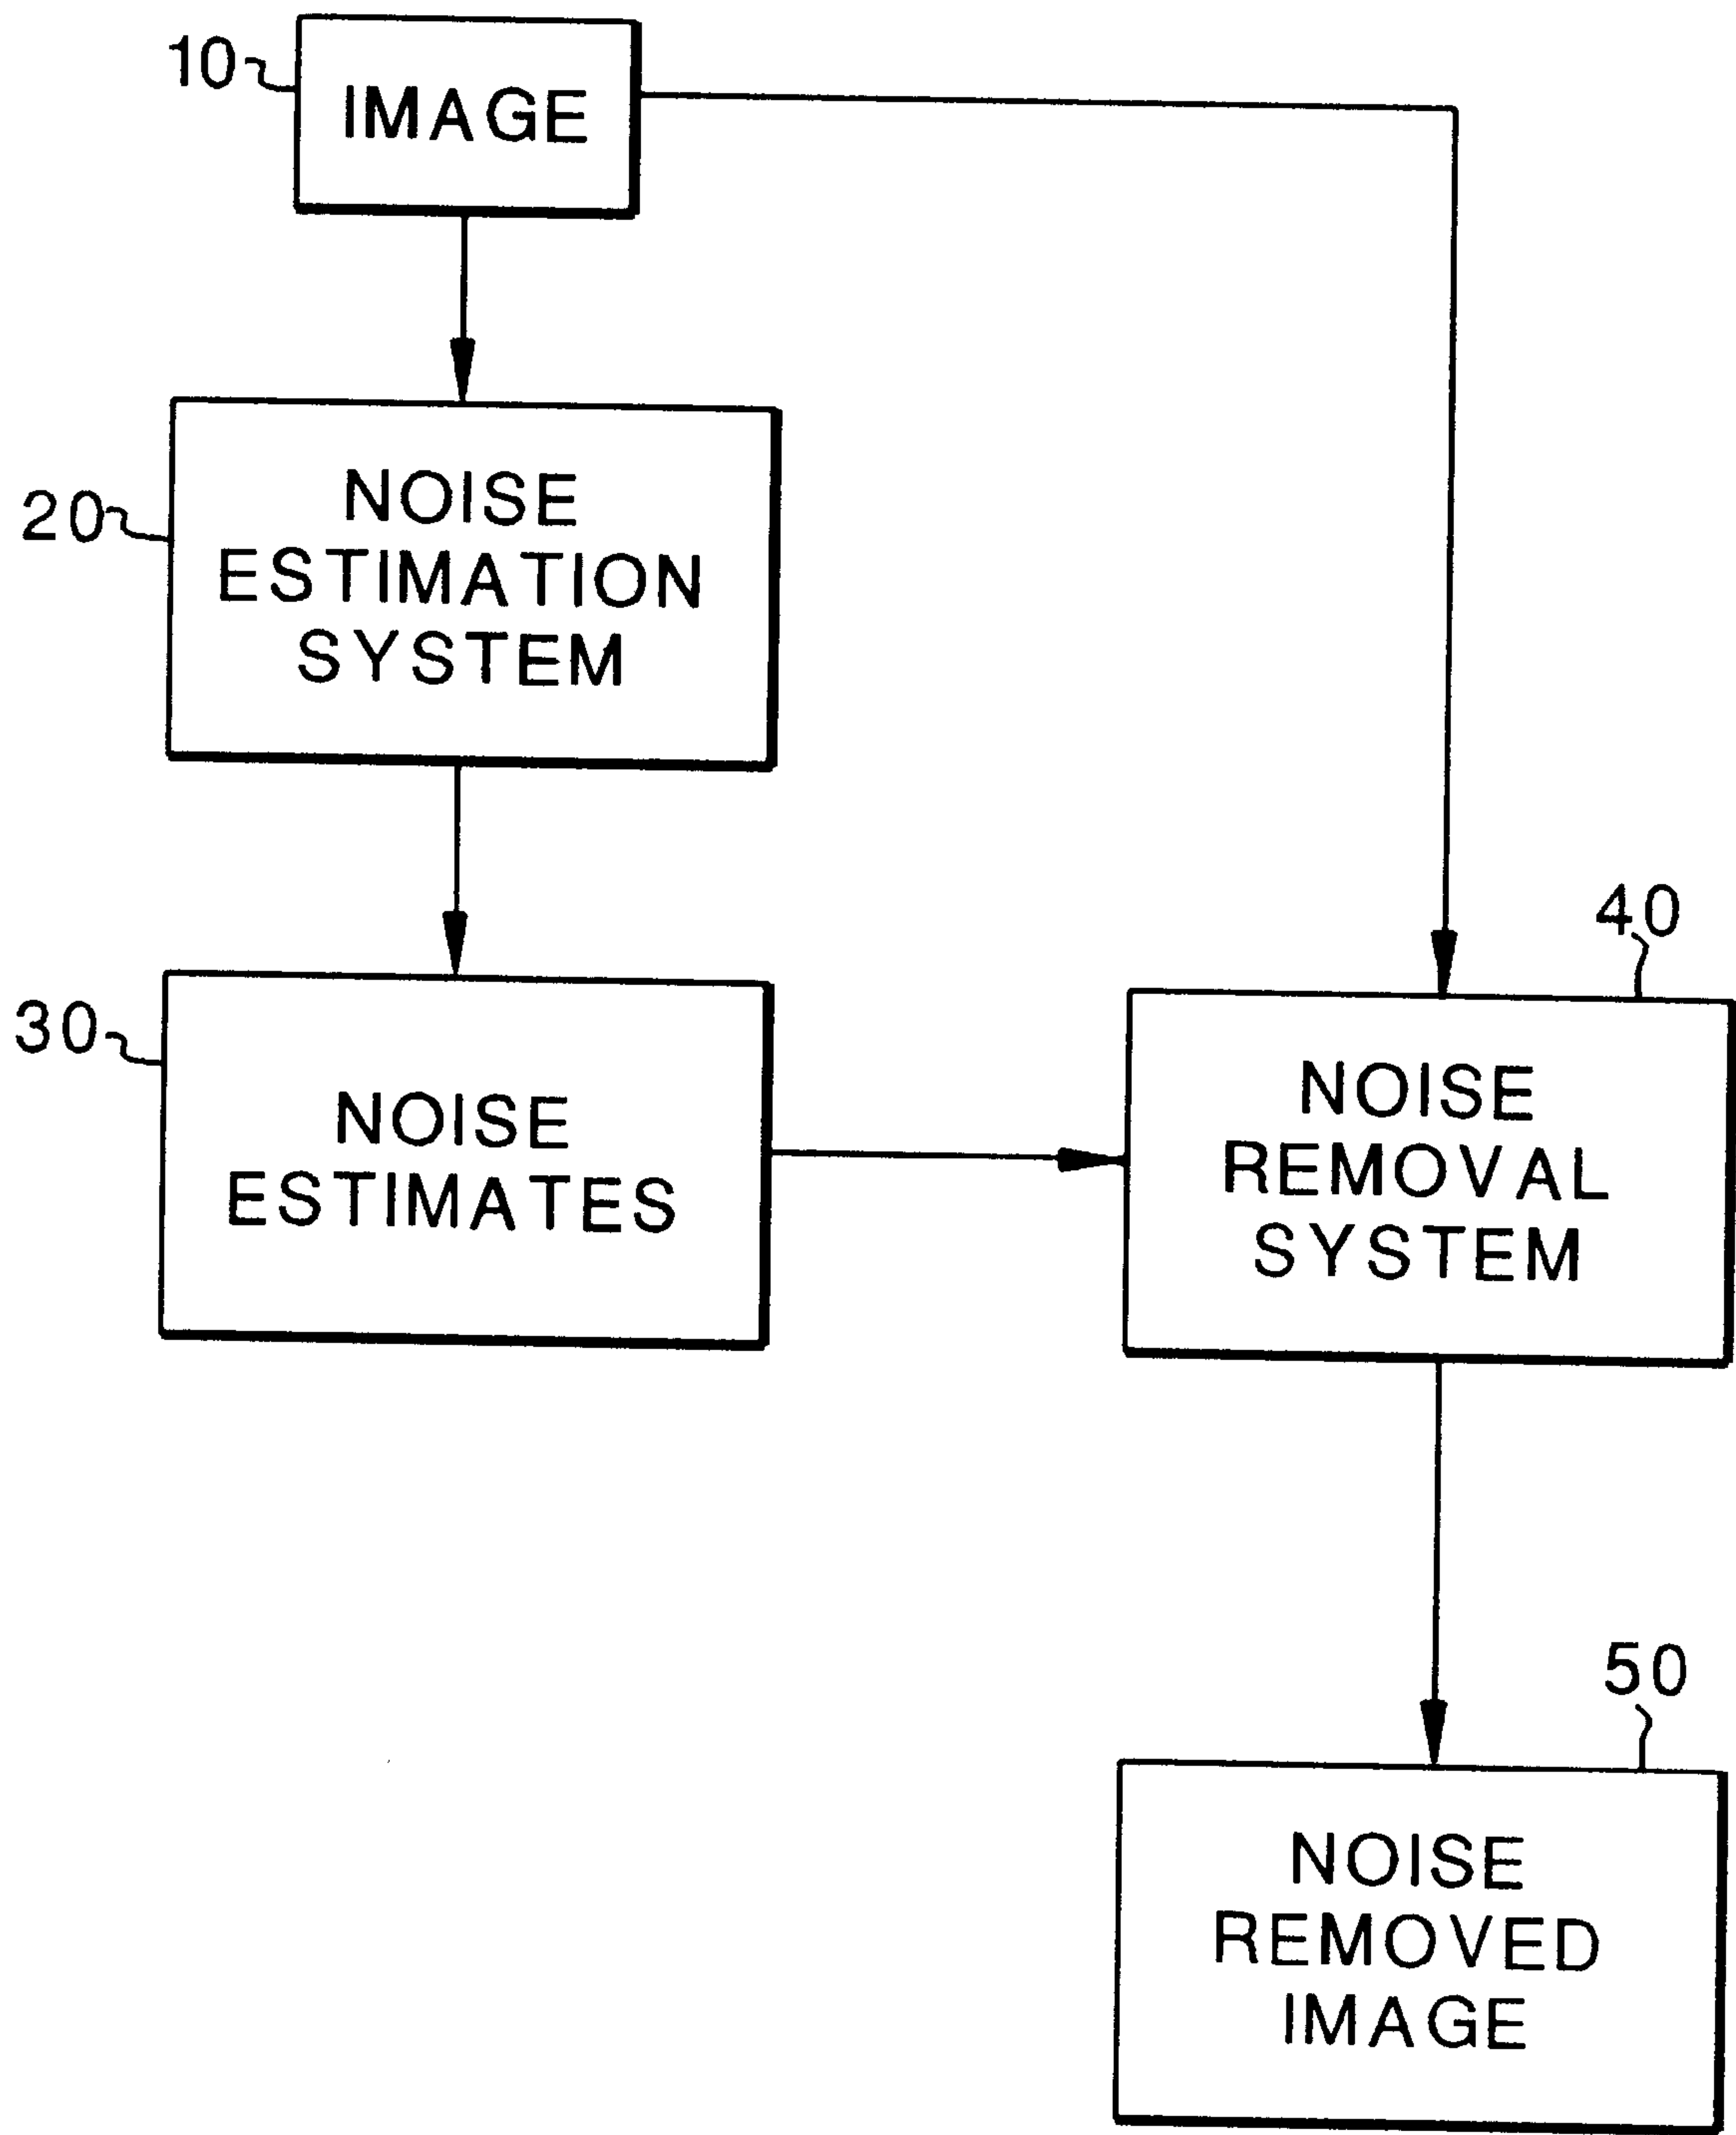 10
IMAGE
20
NOISE
ESTIMATION
SYSTEM
30
NOISE
ESTIMATES
40
NOISE
REMOVAL
SYSTEM
50
NOISE
REMOVED
IMAGE